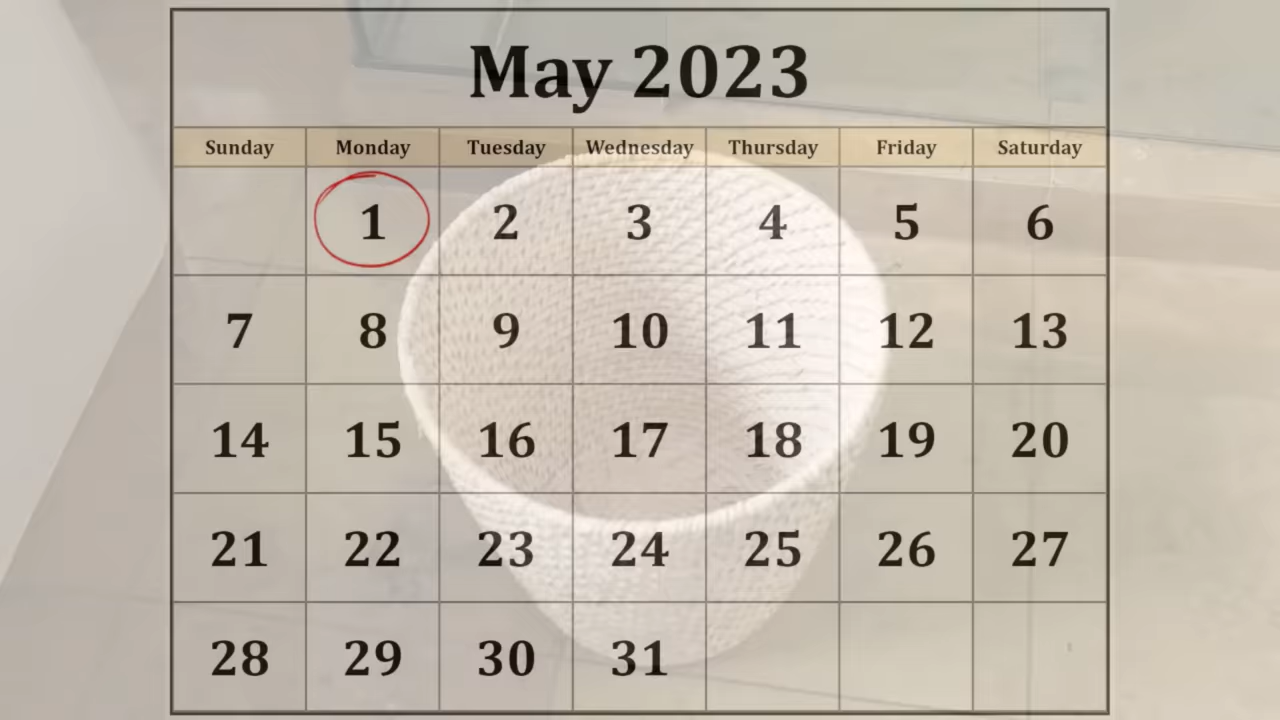 May 2023
Sunday Monday Tuesday Wednesday Thursday Friday Saturday
1 2 3 4 5 6
7 8 9 10 11 12 13
14 15 16 17 18 19 20
21 22 23 24 25 26 27
28 29 30 31